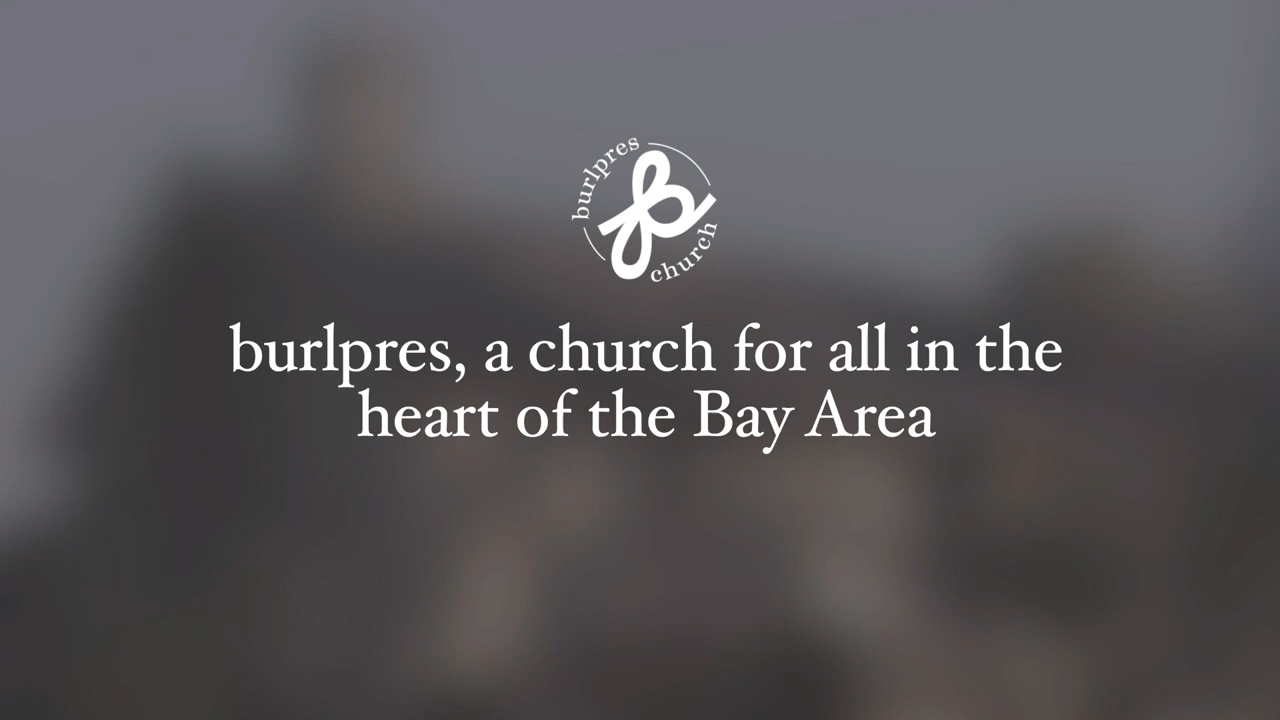 burlpres
church
burlpres, a church for all in the
heart of the Bay Area